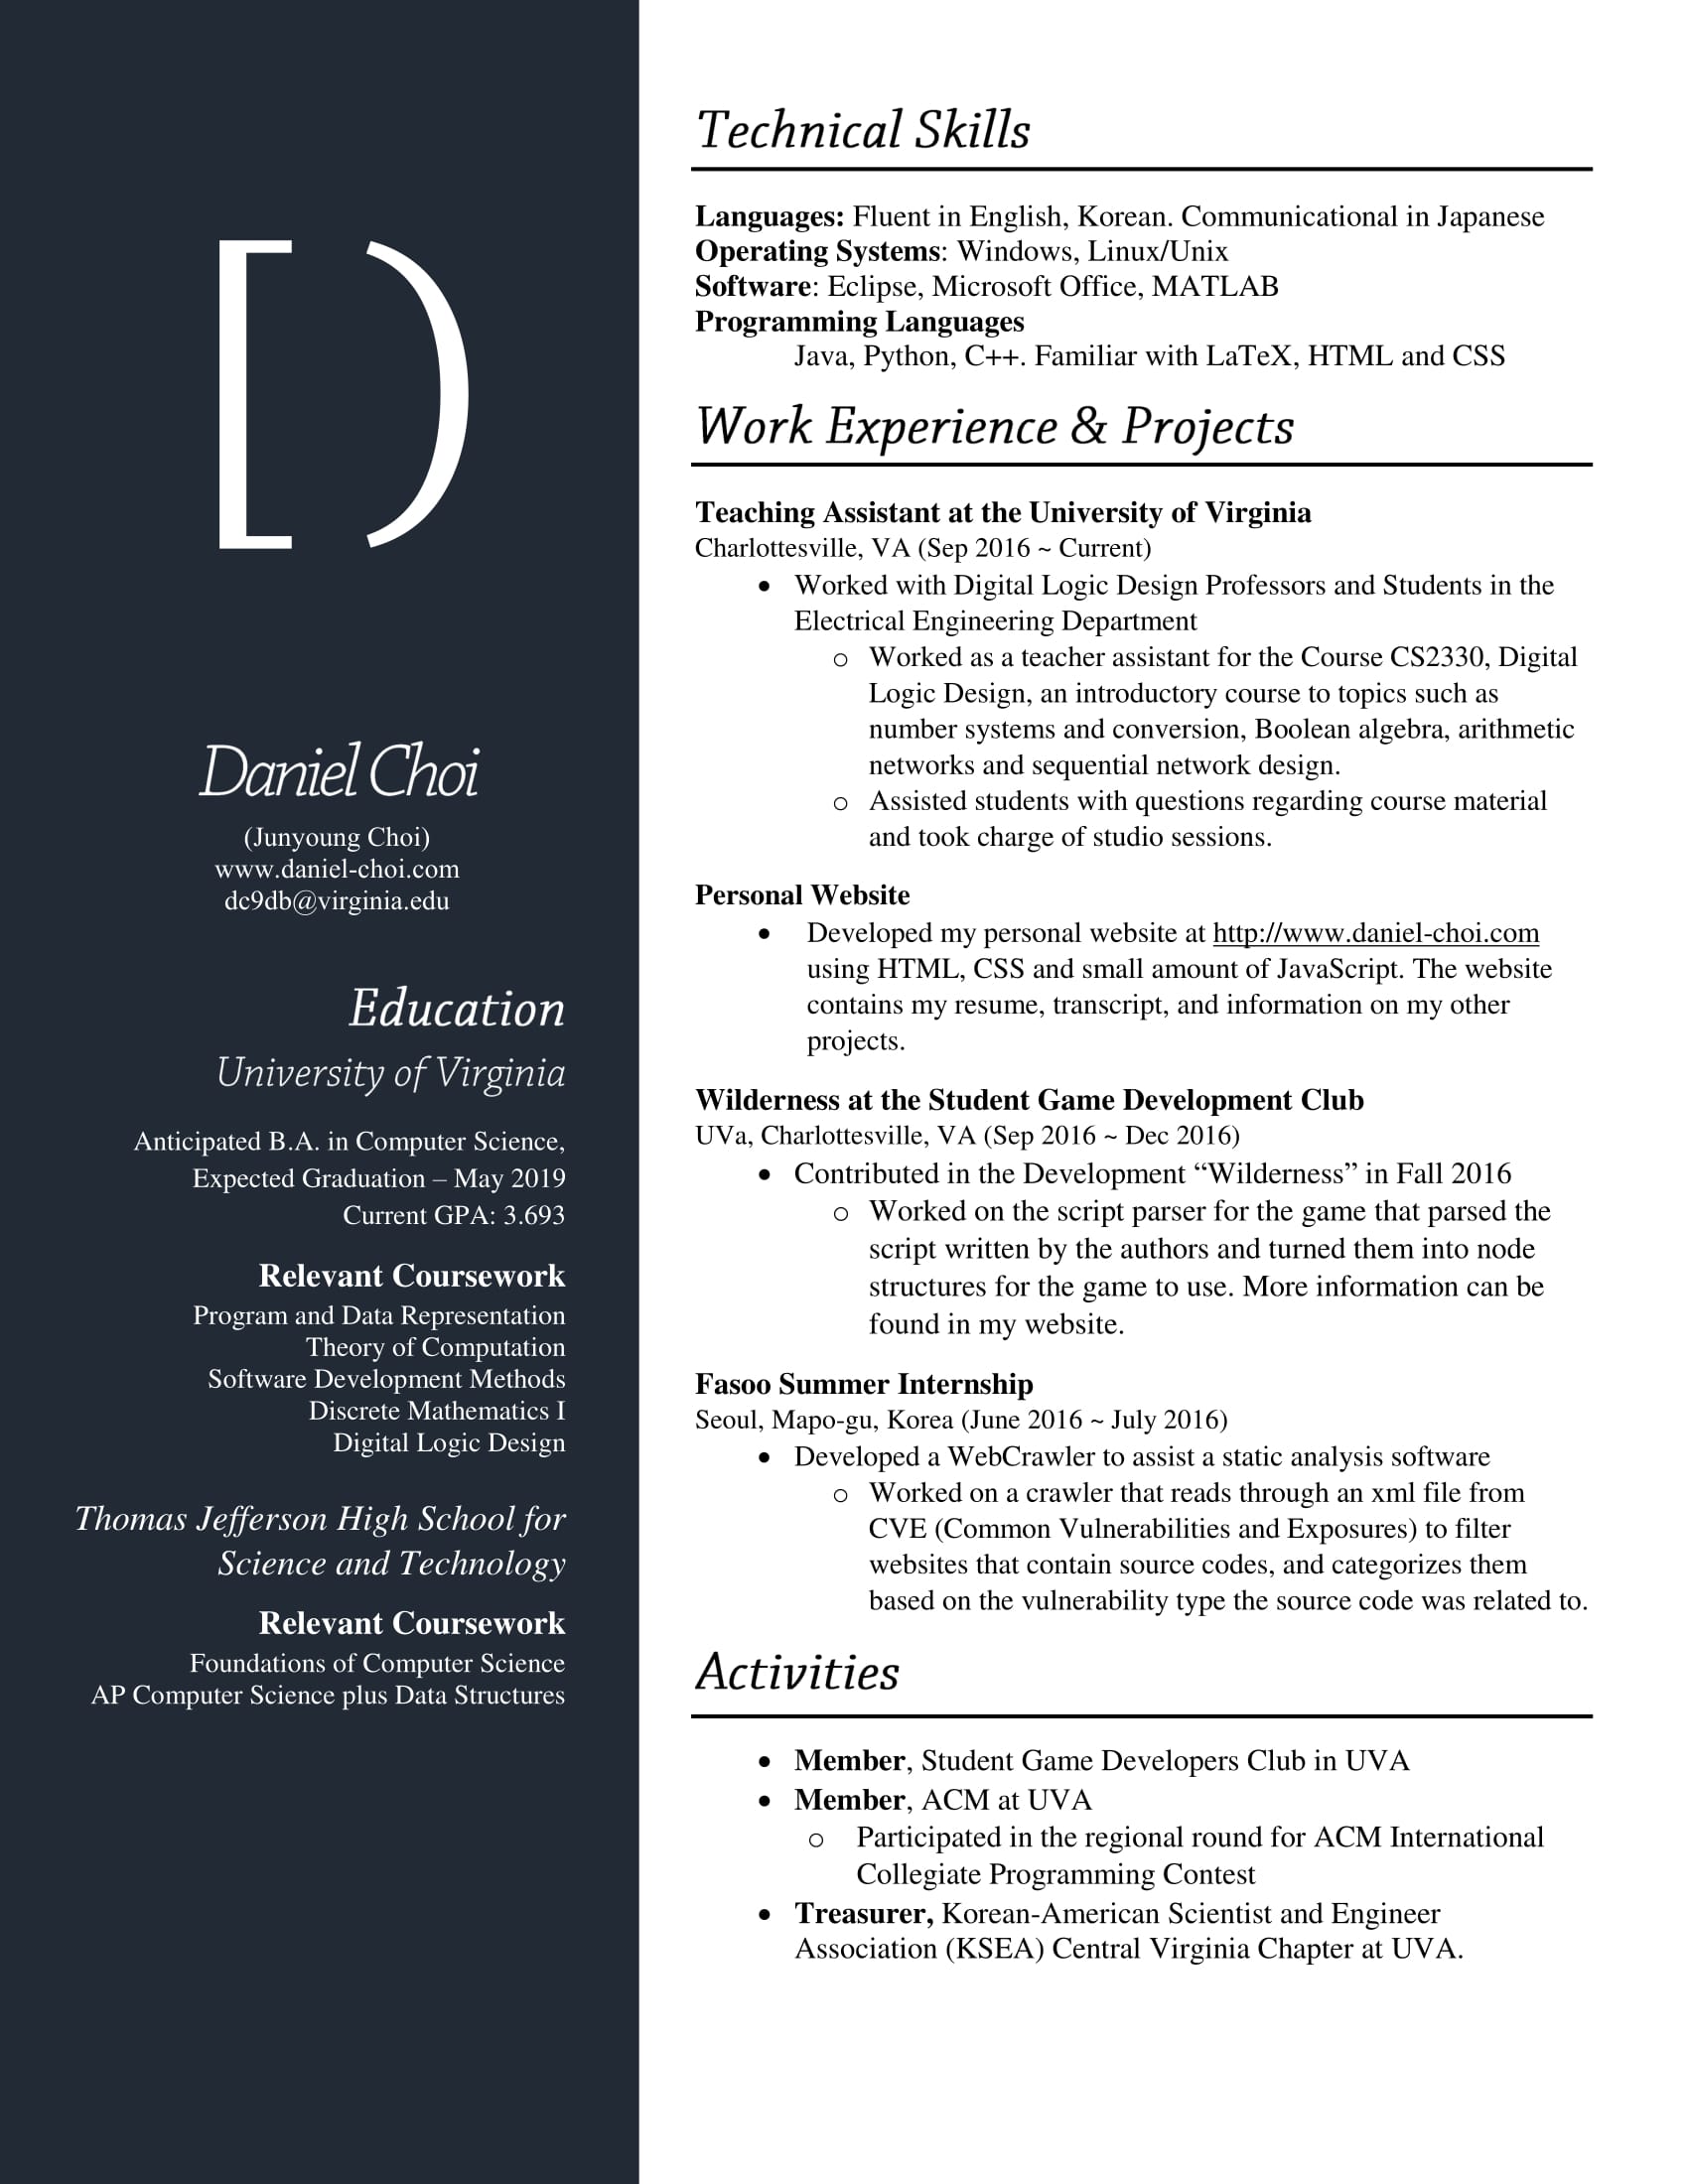 [ )
Daniel Choi
(Junyoung Choi)
www.daniel-choi.com
dc9db@virginia.edu
Education
University of Virginia
Anticipated B.A. in Computer Science,
Expected Graduation – May 2019
Current GPA: 3.693
Relevant Coursework
Program and Data Representation
Theory of Computation
Software Development Methods
Discrete Mathematics I
Digital Logic Design
Thomas Jefferson High School for
Science and Technology
Relevant Coursework
Foundations of Computer Science
AP Computer Science plus Data Structures
Technical Skills
Languages: Fluent in English, Korean. Communicational in Japanese
Operating Systems: Windows, Linux/Unix
Software: Eclipse, Microsoft Office, MATLAB
Programming Languages
Java, Python, C++. Familiar with LaTeX, HTML and CSS
Work Experience & Projects
Teaching Assistant at the University of Virginia
Charlottesville, VA (Sep 2016 ~ Current)
• Worked with Digital Logic Design Professors and Students in the
Electrical Engineering Department
o Worked as a teacher assistant for the Course CS2330, Digital
Logic Design, an introductory course to topics such as
number systems and conversion, Boolean algebra, arithmetic
networks and sequential network design.
o Assisted students with questions regarding course material
and took charge of studio sessions.
Personal Website
• Developed my personal website at http://www.daniel-choi.com
using HTML, CSS and small amount of JavaScript. The website
contains my resume, transcript, and information on my other
projects.
Wilderness at the Student Game Development Club
UVa, Charlottesville, VA (Sep 2016 ~ Dec 2016)
• Contributed in the Development “Wilderness” in Fall 2016
o Worked on the script parser for the game that parsed the
script written by the authors and turned them into node
structures for the game to use. More information can be
found in my website.
Fasoo Summer Internship
Seoul, Mapo-gu, Korea (June 2016 ~ July 2016)
• Developed a WebCrawler to assist a static analysis software
o Worked on a crawler that reads through an xml file from
CVE (Common Vulnerabilities and Exposures) to filter
websites that contain source codes, and categorizes them
based on the vulnerability type the source code was related to.
Activities
• Member, Student Game Developers Club in UVA
• Member, ACM at UVA
o Participated in the regional round for ACM International
Collegiate Programming Contest
• Treasurer, Korean-American Scientist and Engineer
Association (KSEA) Central Virginia Chapter at UVA.